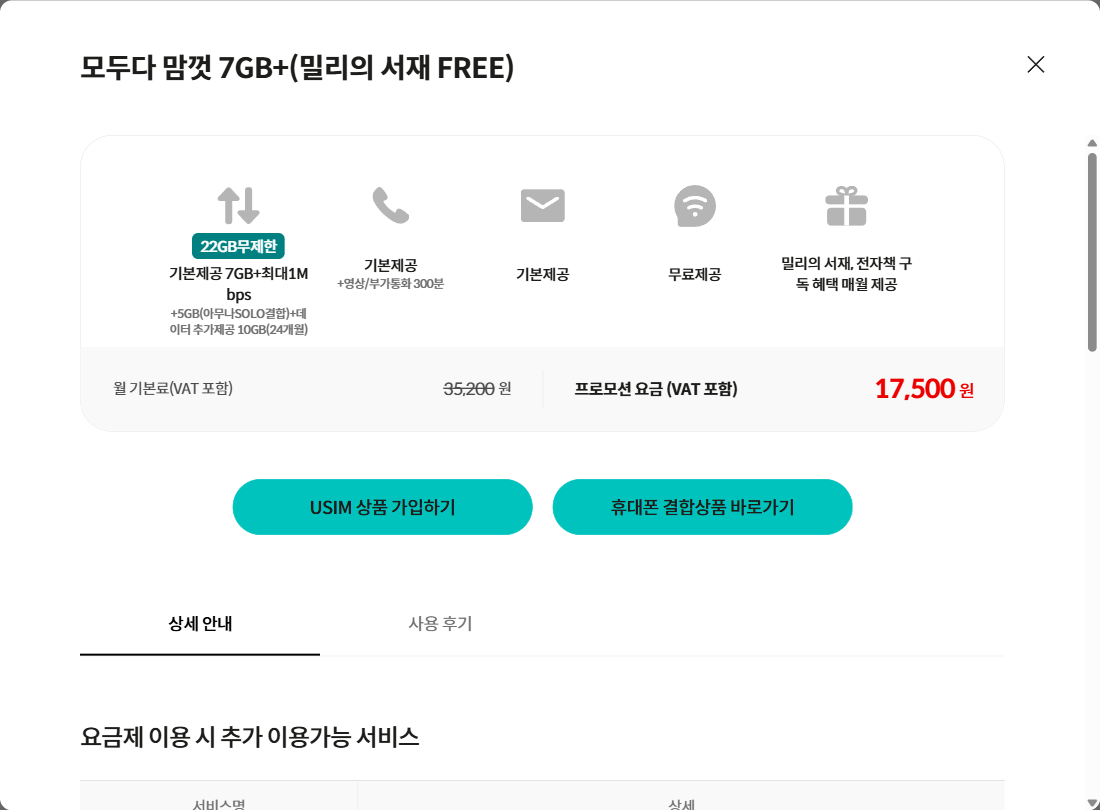 모두다 맘껏 7GB+(밀리의 서재 FREE)
22GB무제한
기본제공 7GB+최대1M
bps
+5GB(아무나SOLO결합)+데
이터 추가제공 10GB(24개월)
기본제공
+영상/부가통화 300분
기본제공
무료제공
밀리의 서재, 전자책 구
독 혜택 매월 제공
월 기본료(VAT 포함)
35,200 원
프로모션 요금 (VAT 포함)
17,500 원
USIM 상품 가입하기
휴대폰 결합상품 바로가기
상세 안내
사용 후기
요금제 이용 시 추가 이용가능 서비스
서비스명
상세